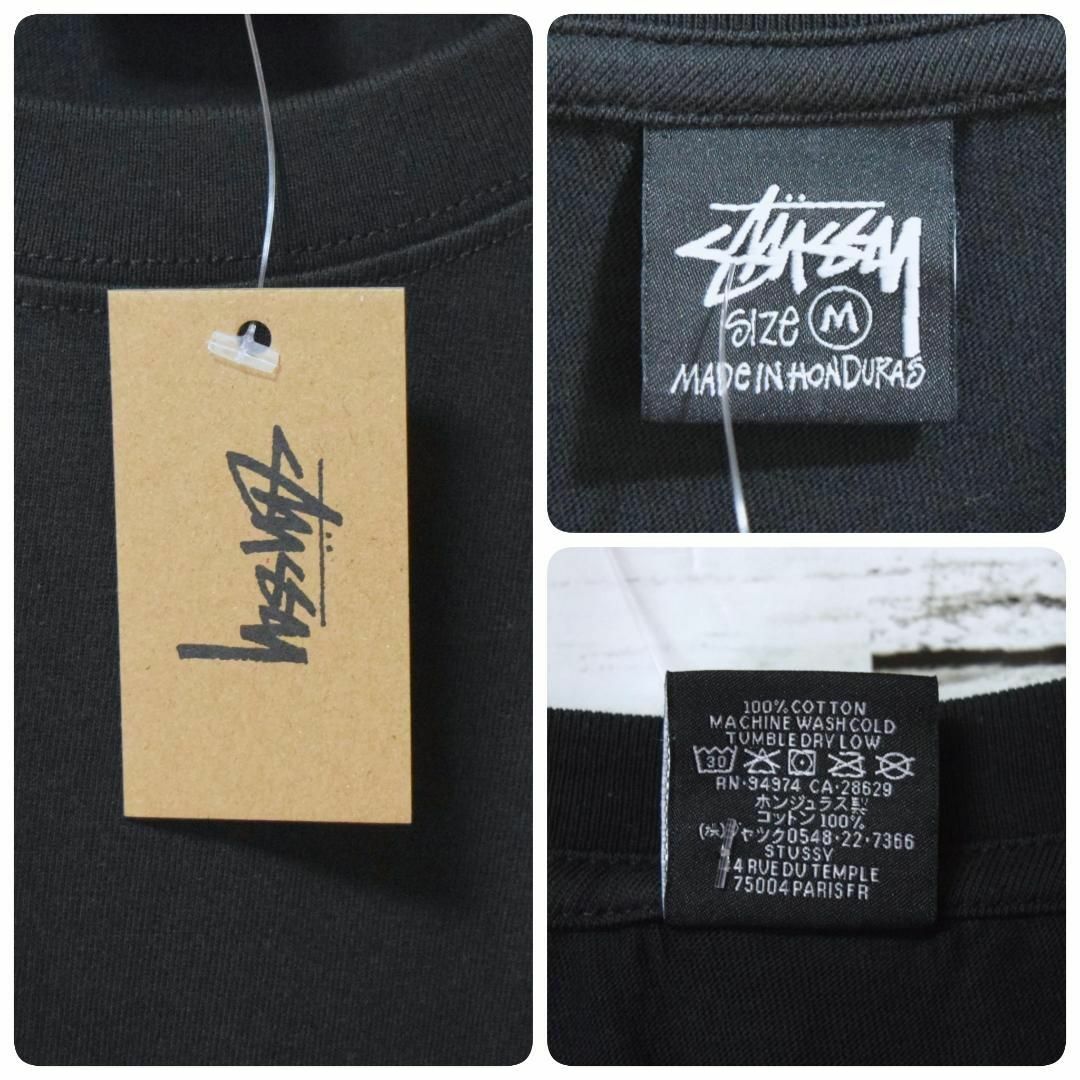 STÜSSY
STÜSSY
SIZE M
MADE IN HONDURAS
100% COTTON
MACHINE WASH COLD
TUMBLE DRY LOW
30
RN·94974 CA·28629
ホンジュラス製
コットン 100%
(株)ジャック0548·22·7366
STUSSY
4 RUE DU TEMPLE
75004 PARIS FR